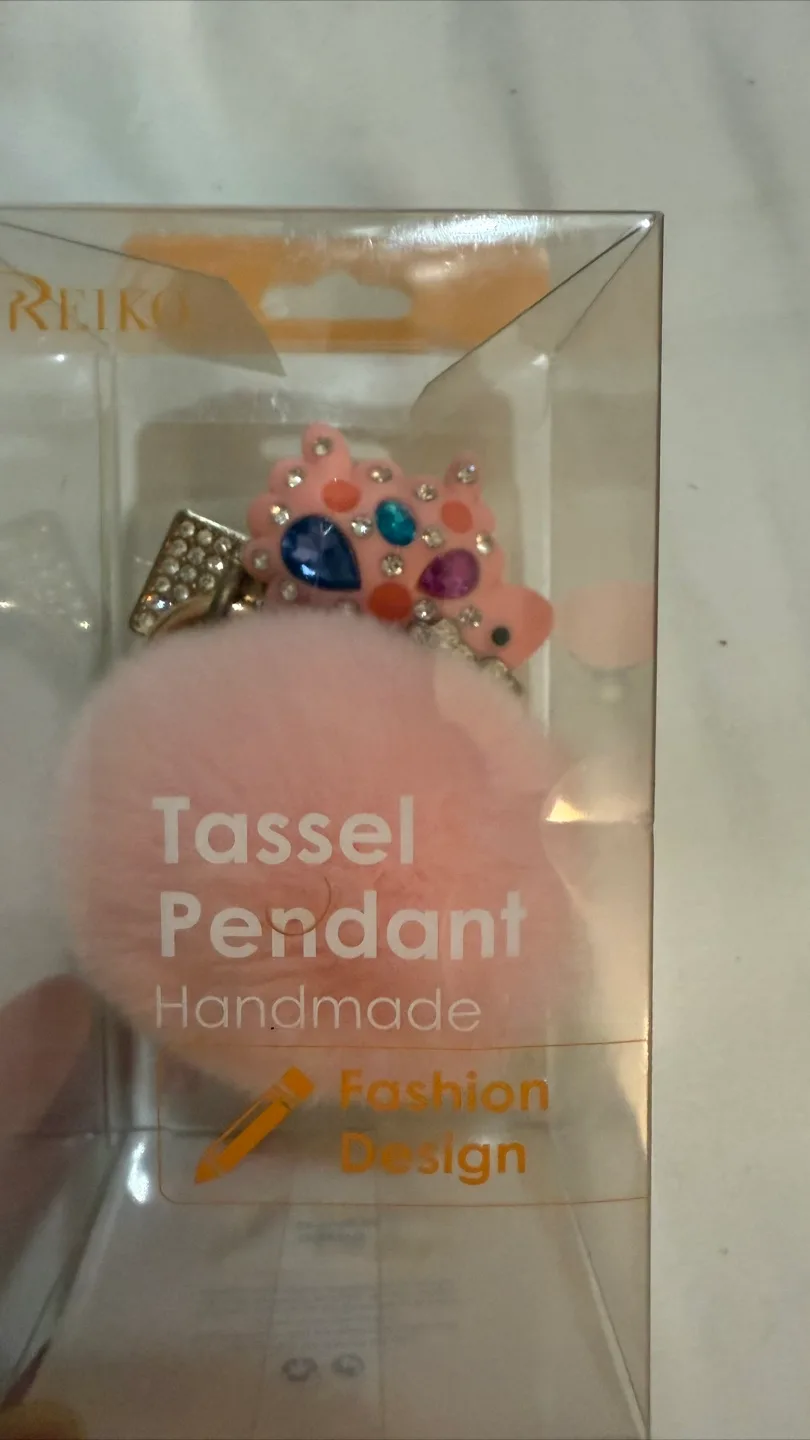 REIKO
Tassel
Pendant
Handmade
Fashion
Design